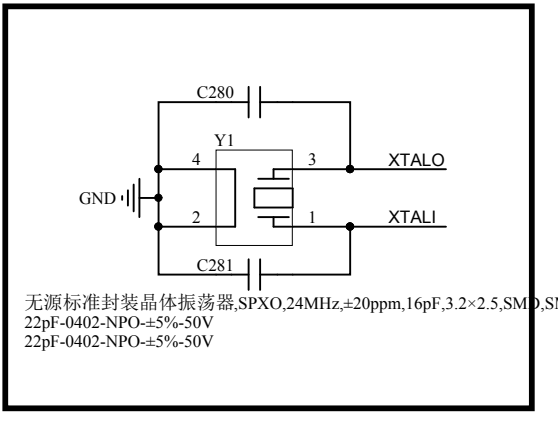 C280
Y1
4 3 XTALO
GND
2 1 XTALI
C281
无源标准封装晶体振荡器,SPXO,24MHz,±20ppm,16pF,3.2×2.5,SMD,SM
22pF-0402-NPO-±5%-50V
22pF-0402-NPO-±5%-50V